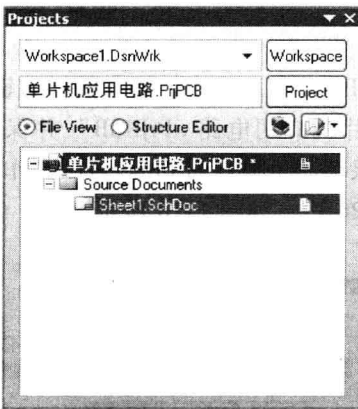 Projects
Workspace1.DsnWrk Workspace
单片机应用电路.PrjPCB Project
File View Structure Editor
单片机应用电路.PrjPCB *
Source Documents
Sheet1.SchDoc